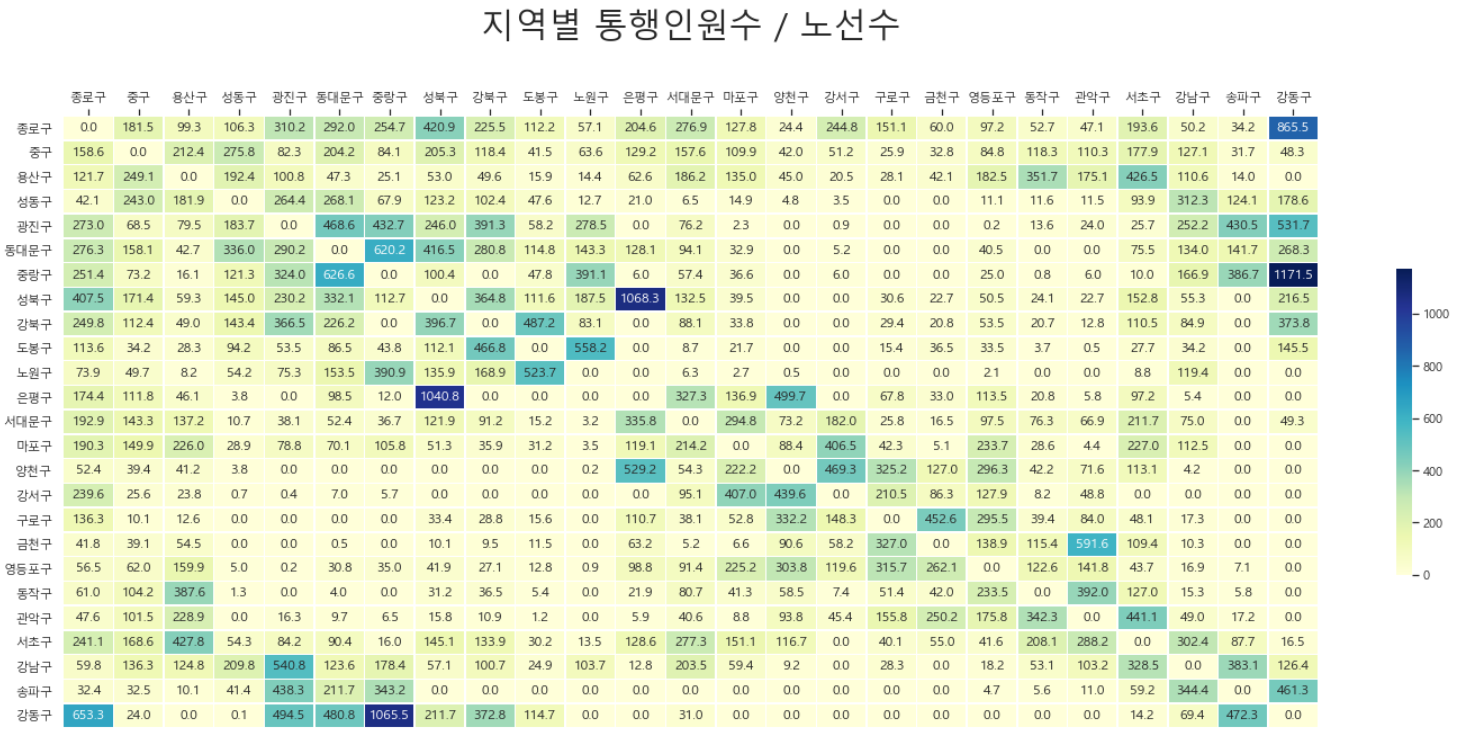 지역별 통행인원수 / 노선수
종로구 중구 용산구 성동구 광진구 동대문구 중랑구 성북구 강북구 도봉구 노원구 은평구 서대문구 마포구 양천구 강서구 구로구 금천구 영등포구 동작구 관악구 서초구 강남구 송파구 강동구
종로구 0.0 181.5 99.3 106.3 310.2 292.0 254.7 420.9 225.5 112.2 57.1 204.6 276.9 127.8 24.4 244.8 151.1 60.0 97.2 52.7 47.1 193.6 50.2 34.2 865.5
중구 158.6 0.0 212.4 275.8 82.3 204.2 84.1 205.3 118.4 41.5 63.6 129.2 157.6 109.9 42.0 51.2 25.9 32.8 84.8 118.3 110.3 177.9 127.1 31.7 48.3
용산구 121.7 249.1 0.0 192.4 100.8 47.3 25.1 53.0 49.6 15.9 14.4 62.6 186.2 135.0 45.0 20.5 28.1 42.1 182.5 351.7 175.1 426.5 110.6 14.0 0.0
성동구 42.1 243.0 181.9 0.0 264.4 268.1 67.9 123.2 102.4 47.6 12.7 21.0 6.5 14.9 4.8 3.5 0.0 0.0 11.1 11.6 11.5 93.9 312.3 124.1 178.6
광진구 273.0 68.5 79.5 183.7 0.0 468.6 432.7 246.0 391.3 58.2 278.5 0.0 76.2 2.3 0.0 0.9 0.0 0.0 0.2 13.6 24.0 25.7 252.2 430.5 531.7
동대문구 276.3 158.1 42.7 336.0 290.2 0.0 620.2 416.5 280.8 114.8 143.3 128.1 94.1 32.9 0.0 5.2 0.0 0.0 40.5 0.0 0.0 75.5 134.0 141.7 268.3
중랑구 251.4 73.2 16.1 121.3 324.0 626.6 0.0 100.4 0.0 47.8 391.1 6.0 57.4 36.6 0.0 6.0 0.0 0.0 25.0 0.8 6.0 10.0 166.9 386.7 1171.5
성북구 407.5 171.4 59.3 145.0 230.2 332.1 112.7 0.0 364.8 111.6 187.5 1068.3 132.5 39.5 0.0 0.0 30.6 22.7 50.5 24.1 22.7 152.8 55.3 0.0 216.5
강북구 249.8 112.4 49.0 143.4 366.5 226.2 0.0 396.7 0.0 487.2 83.1 0.0 88.1 33.8 0.0 0.0 29.4 20.8 53.5 20.7 12.8 110.5 84.9 0.0 373.8
도봉구 113.6 34.2 28.3 94.2 53.5 86.5 43.8 112.1 466.8 0.0 558.2 0.0 8.7 21.7 0.0 0.0 15.4 36.5 33.5 3.7 0.5 27.7 34.2 0.0 145.5
노원구 73.9 49.7 8.2 54.2 75.3 153.5 390.9 135.9 168.9 523.7 0.0 0.0 6.3 2.7 0.5 0.0 0.0 0.0 2.1 0.0 0.0 8.8 119.4 0.0 0.0
은평구 174.4 111.8 46.1 3.8 0.0 98.5 12.0 1040.8 0.0 0.0 0.0 0.0 327.3 136.9 499.7 0.0 67.8 33.0 113.5 20.8 5.8 97.2 5.4 0.0 0.0
서대문구 192.9 143.3 137.2 10.7 38.1 52.4 36.7 121.9 91.2 15.2 3.2 335.8 0.0 294.8 73.2 182.0 25.8 16.5 97.5 76.3 66.9 211.7 75.0 0.0 49.3
마포구 190.3 149.9 226.0 28.9 78.8 70.1 105.8 51.3 35.9 31.2 3.5 119.1 214.2 0.0 88.4 406.5 42.3 5.1 233.7 28.6 4.4 227.0 112.5 0.0 0.0
양천구 52.4 39.4 41.2 3.8 0.0 0.0 0.0 0.0 0.0 0.0 0.2 529.2 54.3 222.2 0.0 469.3 325.2 127.0 296.3 42.2 71.6 113.1 4.2 0.0 0.0
강서구 239.6 25.6 23.8 0.7 0.4 7.0 5.7 0.0 0.0 0.0 0.0 0.0 95.1 407.0 439.6 0.0 210.5 86.3 127.9 8.2 48.8 0.0 0.0 0.0 0.0
구로구 136.3 10.1 12.6 0.0 0.0 0.0 0.0 33.4 28.8 15.6 0.0 110.7 38.1 52.8 332.2 148.3 0.0 452.6 295.5 39.4 84.0 48.1 17.3 0.0 0.0
금천구 41.8 39.1 54.5 0.0 0.0 0.5 0.0 10.1 9.5 11.5 0.0 63.2 5.2 6.6 90.6 58.2 327.0 0.0 138.9 115.4 591.6 109.4 10.3 0.0 0.0
영등포구 56.5 62.0 159.9 5.0 0.2 30.8 35.0 41.9 27.1 12.8 0.9 98.8 91.4 225.2 303.8 119.6 315.7 262.1 0.0 122.6 141.8 43.7 16.9 7.1 0.0
동작구 61.0 104.2 387.6 1.3 0.0 4.0 0.0 31.2 36.5 5.4 0.0 21.9 80.7 41.3 58.5 7.4 51.4 42.0 233.5 0.0 392.0 127.0 15.3 5.8 0.0
관악구 47.6 101.5 228.9 0.0 16.3 9.7 6.5 15.8 10.9 1.2 0.0 5.9 40.6 8.8 93.8 45.4 155.8 250.2 175.8 342.3 0.0 441.1 49.0 17.2 0.0
서초구 241.1 168.6 427.8 54.3 84.2 90.4 16.0 145.1 133.9 30.2 13.5 128.6 277.3 151.1 116.7 0.0 40.1 55.0 41.6 208.1 288.2 0.0 302.4 87.7 16.5
강남구 59.8 136.3 124.8 209.8 540.8 123.6 178.4 57.1 100.7 24.9 103.7 12.8 203.5 59.4 9.2 0.0 28.3 0.0 18.2 53.1 103.2 328.5 0.0 383.1 126.4
송파구 32.4 32.5 10.1 41.4 438.3 211.7 343.2 0.0 0.0 0.0 0.0 0.0 0.0 0.0 0.0 0.0 0.0 0.0 4.7 5.6 11.0 59.2 344.4 0.0 461.3
강동구 653.3 24.0 0.0 0.1 494.5 480.8 1065.5 211.7 372.8 114.7 0.0 0.0 31.0 0.0 0.0 0.0 0.0 0.0 0.0 0.0 0.0 14.2 69.4 472.3 0.0
1000
800
600
400
200
0